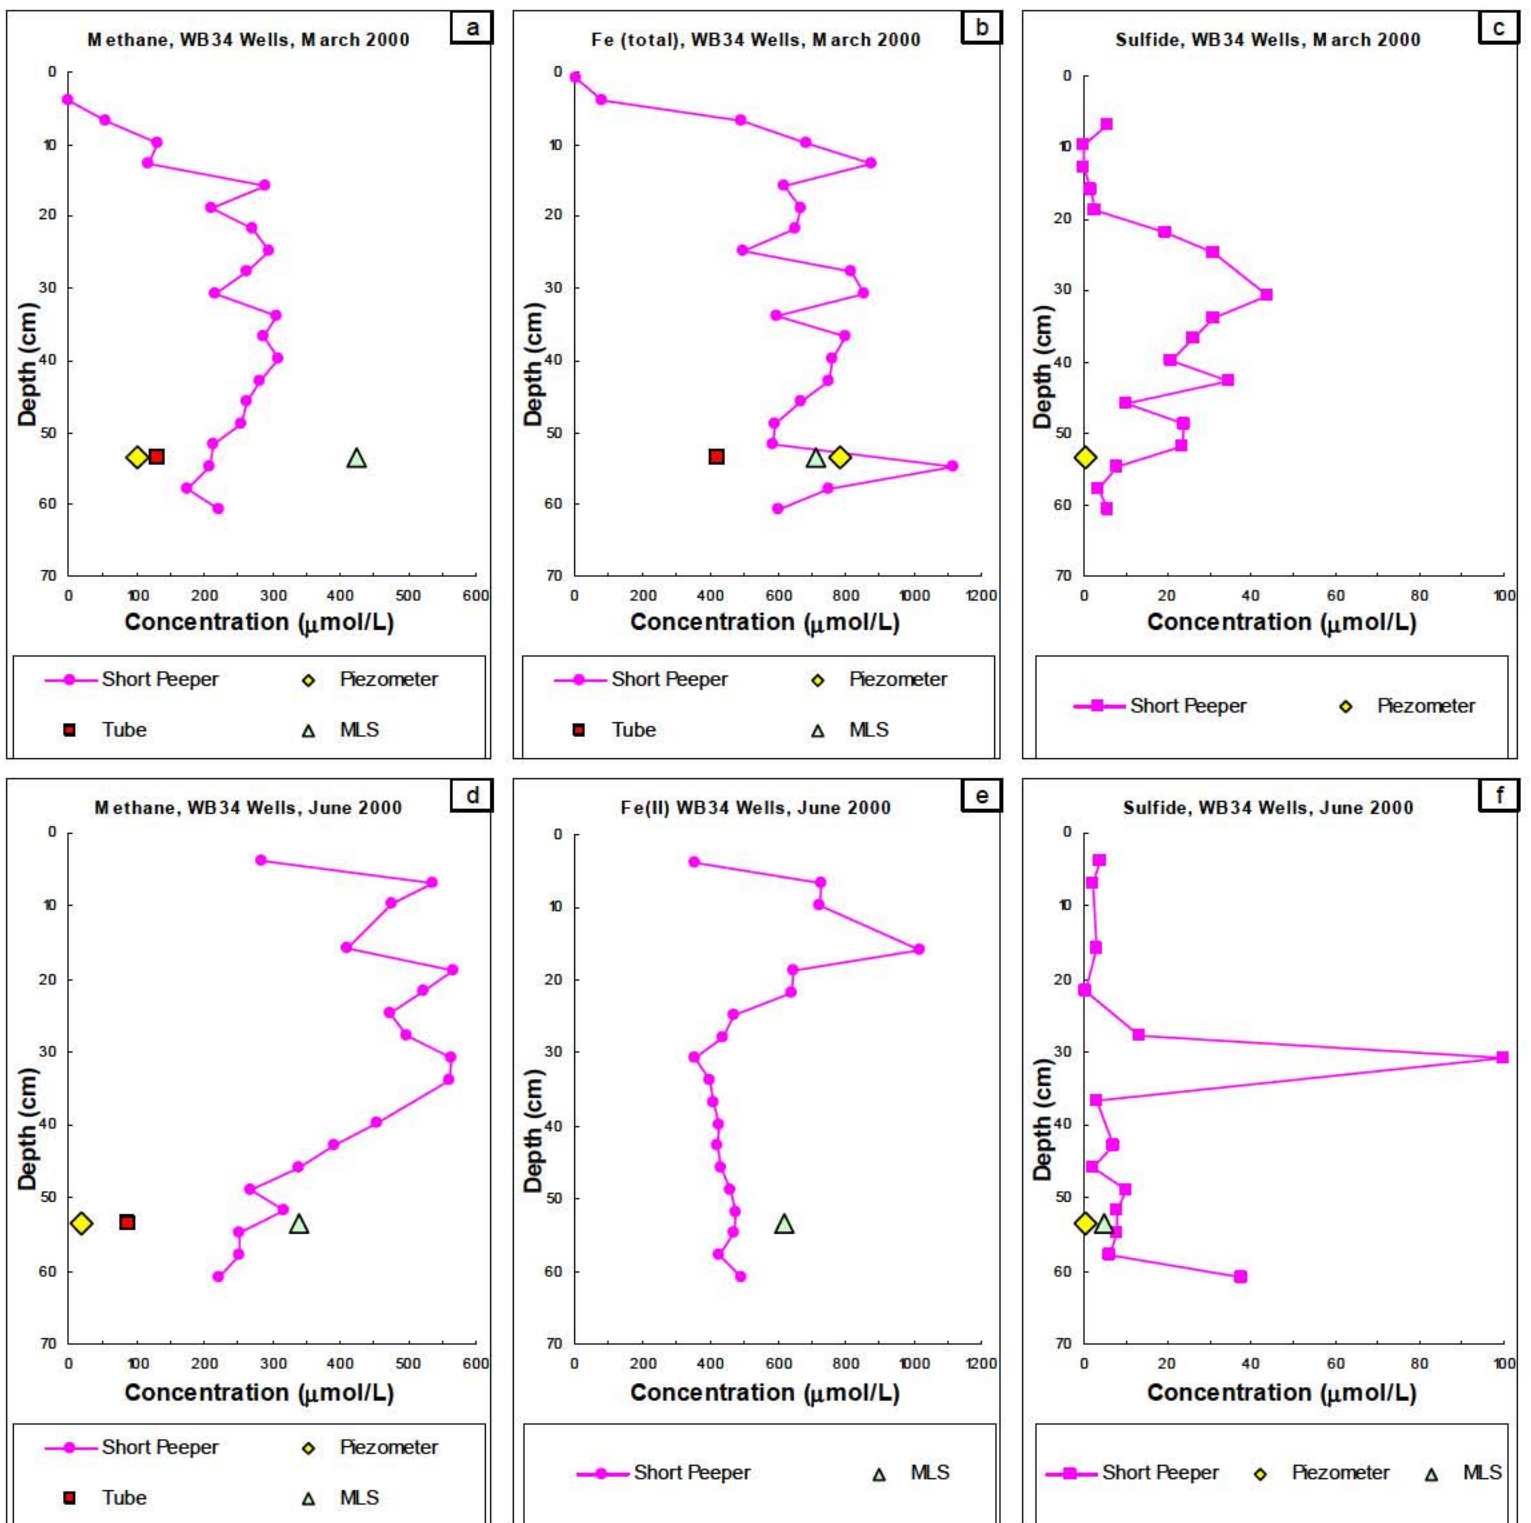 Methane, WB34 Wells, March 2000
a
0
10
20
30
40
50
60
70
Depth (cm)
0 100 200 300 400 500 600
Concentration (μmol/L)
Short Peeper Piezometer
Tube MLS
Fe (total), WB34 Wells, March 2000
b
0
10
20
30
40
50
60
70
Depth (cm)
0 200 400 600 800 1000 1200
Concentration (μmol/L)
Short Peeper Piezometer
Tube MLS
Sulfide, WB34 Wells, March 2000
c
0
10
20
30
40
50
60
70
Depth (cm)
0 20 40 60 80 100
Concentration (μmol/L)
Short Peeper Piezometer
Methane, WB34 Wells, June 2000
d
0
10
20
30
40
50
60
70
Depth (cm)
0 100 200 300 400 500 600
Concentration (μmol/L)
Short Peeper Piezometer
Tube MLS
Fe(II) WB34 Wells, June 2000
e
0
10
20
30
40
50
60
70
Depth (cm)
0 200 400 600 800 1000 1200
Concentration (μmol/L)
Short Peeper MLS
Sulfide, WB34 Wells, June 2000
f
0
10
20
30
40
50
60
70
Depth (cm)
0 20 40 60 80 100
Concentration (μmol/L)
Short Peeper Piezometer MLS